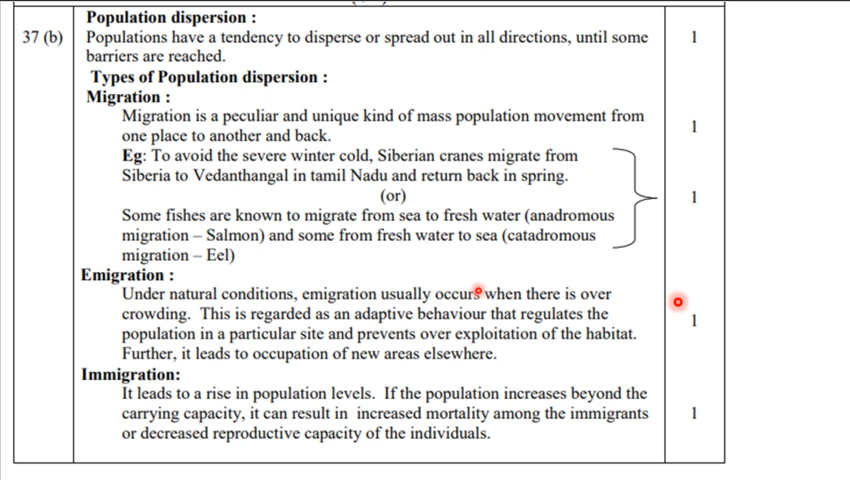 Population dispersion :
37 (b) Populations have a tendency to disperse or spread out in all directions, until some 1
barriers are reached.
Types of Population dispersion :
Migration :
Migration is a peculiar and unique kind of mass population movement from 1
one place to another and back.
Eg: To avoid the severe winter cold, Siberian cranes migrate from
Siberia to Vedanthangal in tamil Nadu and return back in spring.
(or) 1
Some fishes are known to migrate from sea to fresh water (anadromous
migration – Salmon) and some from fresh water to sea (catadromous
migration – Eel)
Emigration :
Under natural conditions, emigration usually occurs when there is over
crowding. This is regarded as an adaptive behaviour that regulates the 1
population in a particular site and prevents over exploitation of the habitat.
Further, it leads to occupation of new areas elsewhere.
Immigration:
It leads to a rise in population levels. If the population increases beyond the
carrying capacity, it can result in increased mortality among the immigrants 1
or decreased reproductive capacity of the individuals.